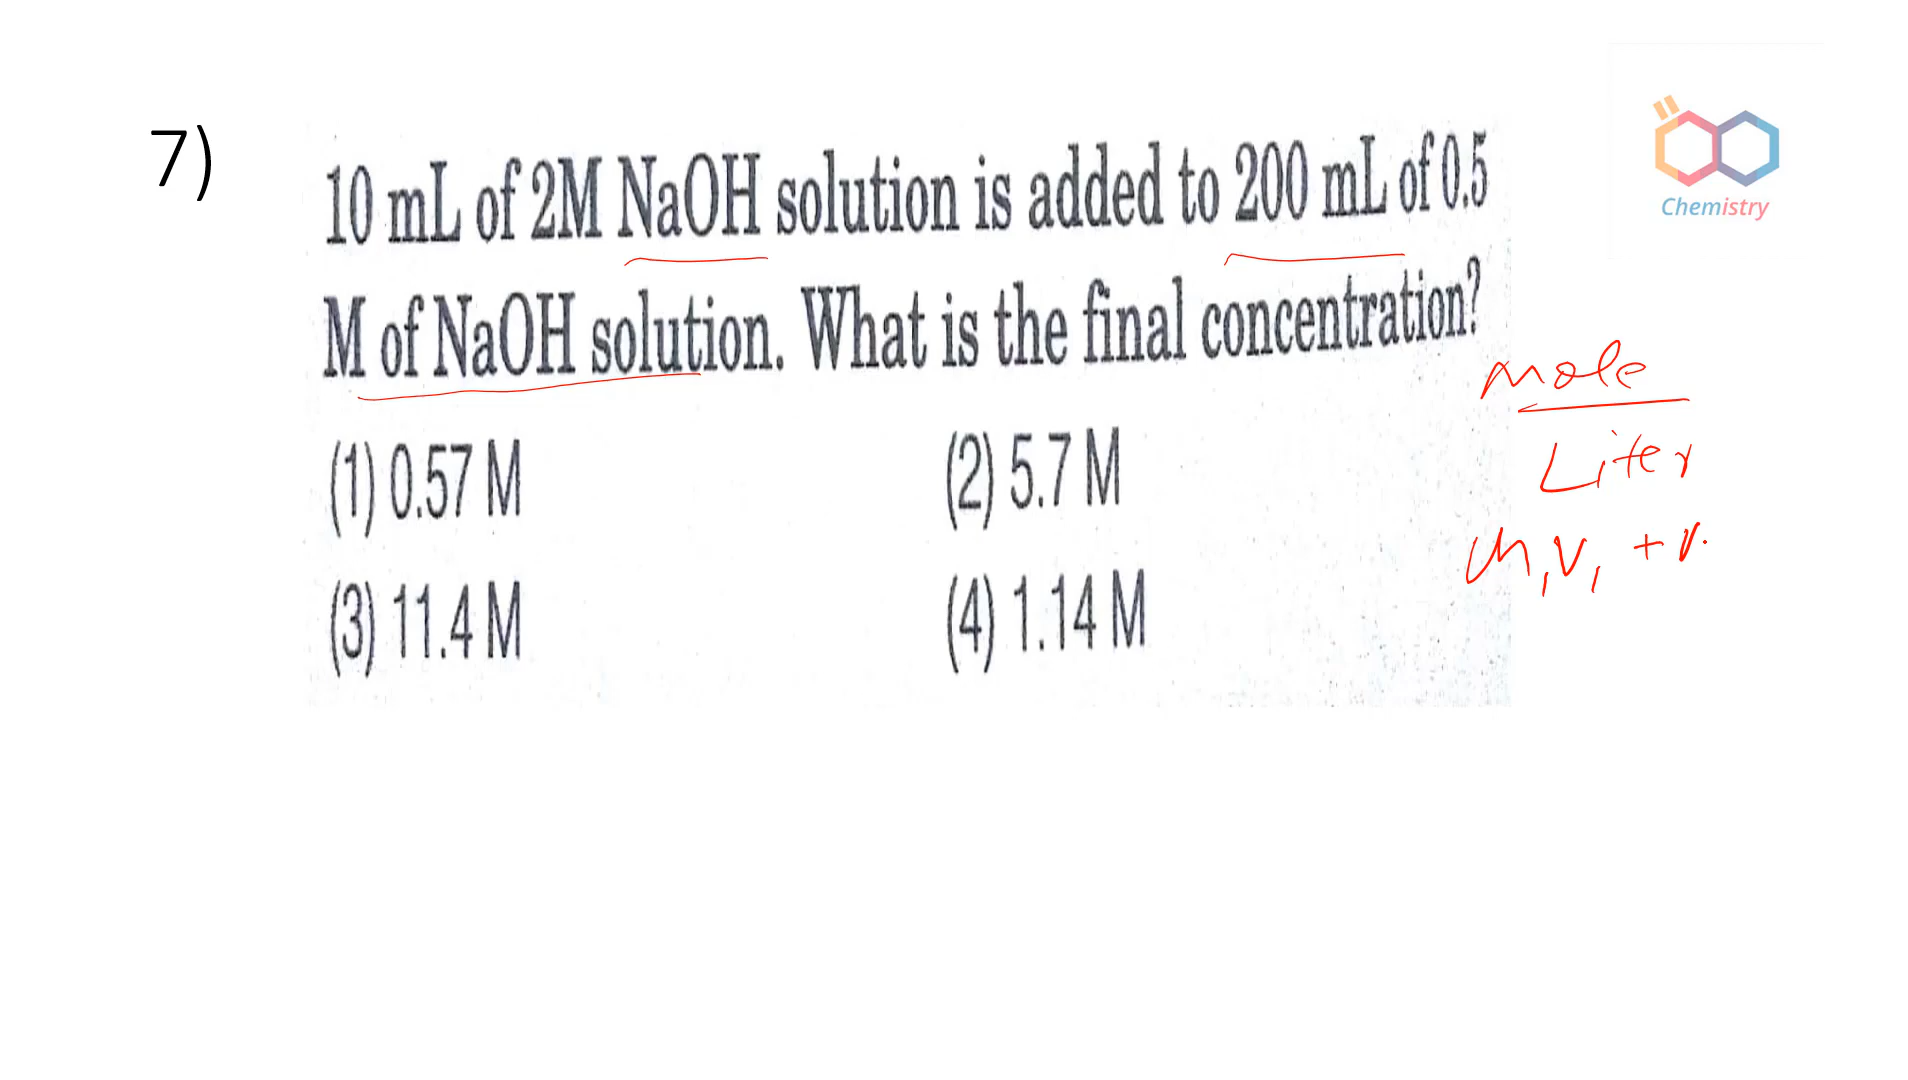 7)
Chemistry
10 mL of 2M NaOH solution is added to 200 mL of 0.5
M of NaOH solution. What is the final concentration?
(1) 0.57 M
(2) 5.7 M
(3) 11.4 M
(4) 1.14 M
mole
Liter
M₁V₁ +